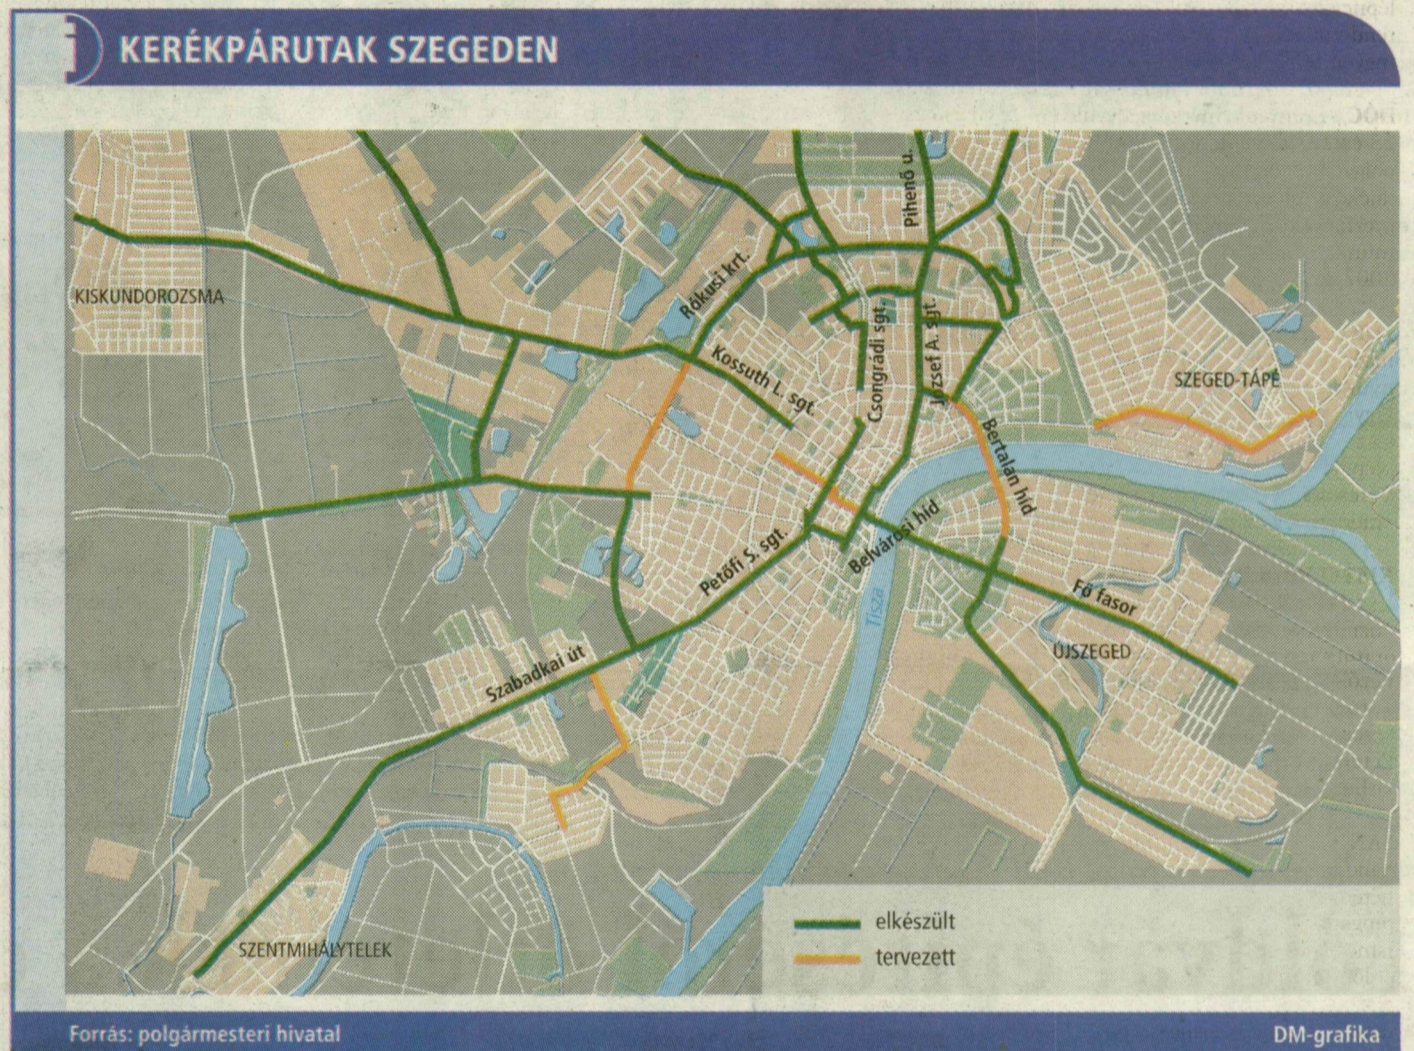 i KERÉKPÁRUTAK SZEGEDEN
Pihenő u.
Rókusi krt.
KISKUNDOROZSMA
Csongrádi sgt.
József A. sgt.
Kossuth L. sgt.
SZEGED-TÁPÉ
Bertalan híd
Belvárosi híd
Petőfi S. sgt.
Tisza
Fő fasor
ÚJSZEGED
Szabadkai út
SZENTMIHÁLYTELEK
elkészült
tervezett
Forrás: polgármesteri hivatal
DM-grafika